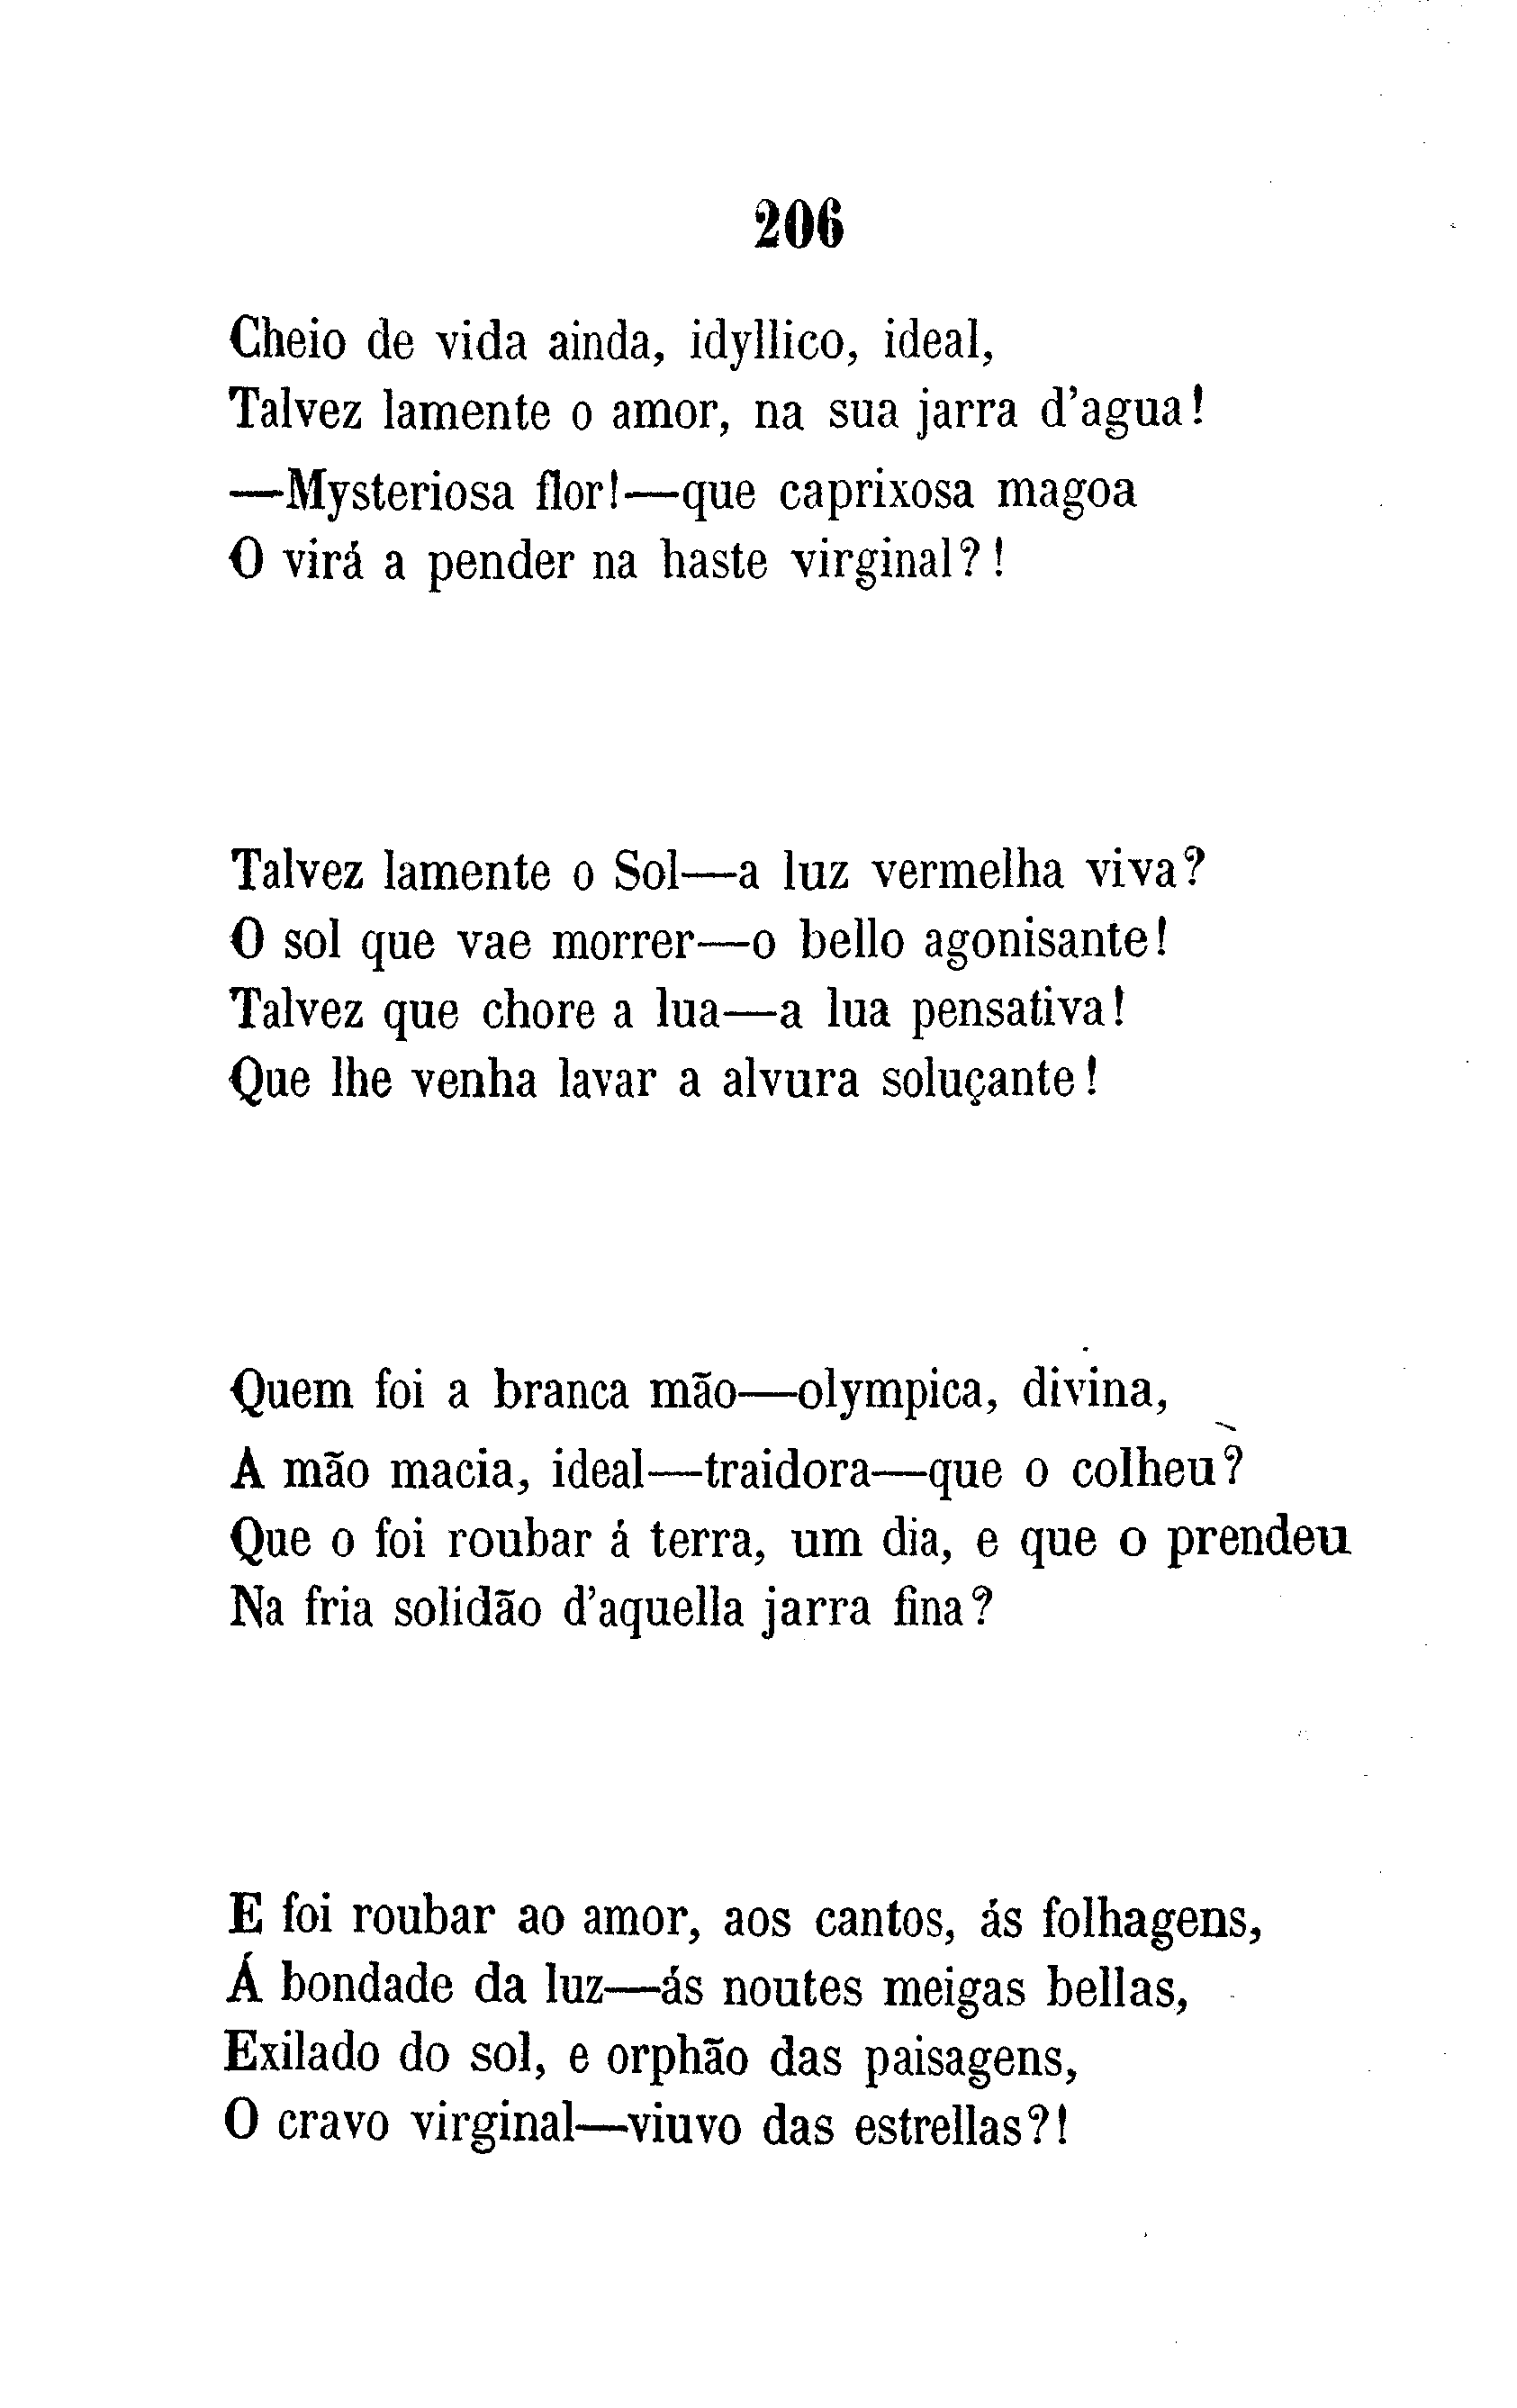 206
Cheio de vida ainda, idyllico, ideal,
Talvez lamente o amor, na sua jarra d'agua!
—Mysteriosa flor!—que caprixosa magoa
O virá a pender na haste virginal?!
Talvez lamente o Sol—a luz vermelha viva?
O sol que vae morrer—o bello agonisante!
Talvez que chore a lua—a lua pensativa!
Que lhe venha lavar a alvura soluçante!
Quem foi a branca mão—olympica, divina,
A mão macia, ideal—traidora—que o colheu?
Que o foi roubar á terra, um dia, e que o prendeu
Na fria solidão d'aquella jarra fina?
E foi roubar ao amor, aos cantos, ás folhagens,
Á bondade da luz—ás noutes meigas bellas,
Exilado do sol, e orphão das paisagens,
O cravo virginal—viuvo das estrellas?!